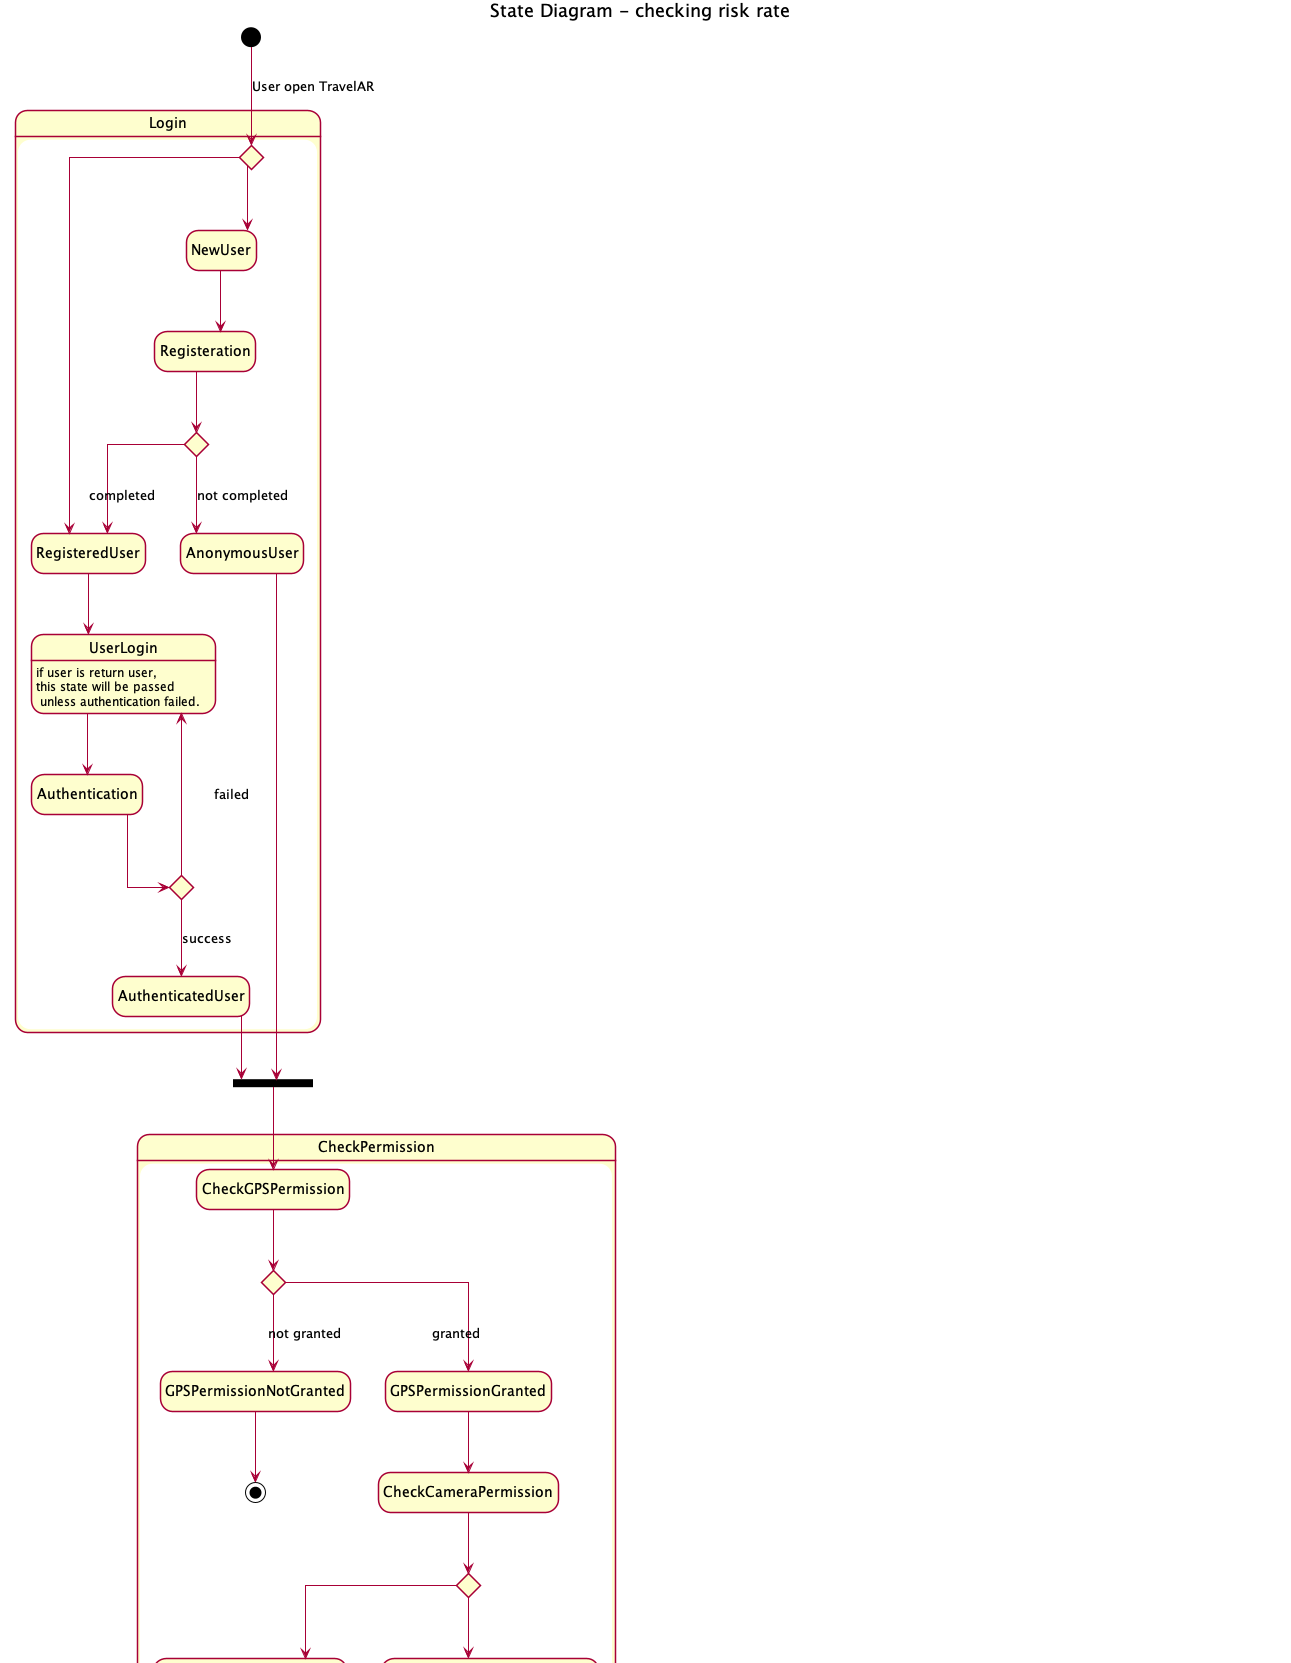 State Diagram - checking risk rate
User open TravelAR
Login
NewUser
Registeration
completed
not completed
RegisteredUser
AnonymousUser
UserLogin
if user is return user,
this state will be passed
unless authentication failed.
Authentication
failed
success
AuthenticatedUser
CheckPermission
CheckGPSPermission
not granted
granted
GPSPermissionNotGranted
GPSPermissionGranted
CheckCameraPermission